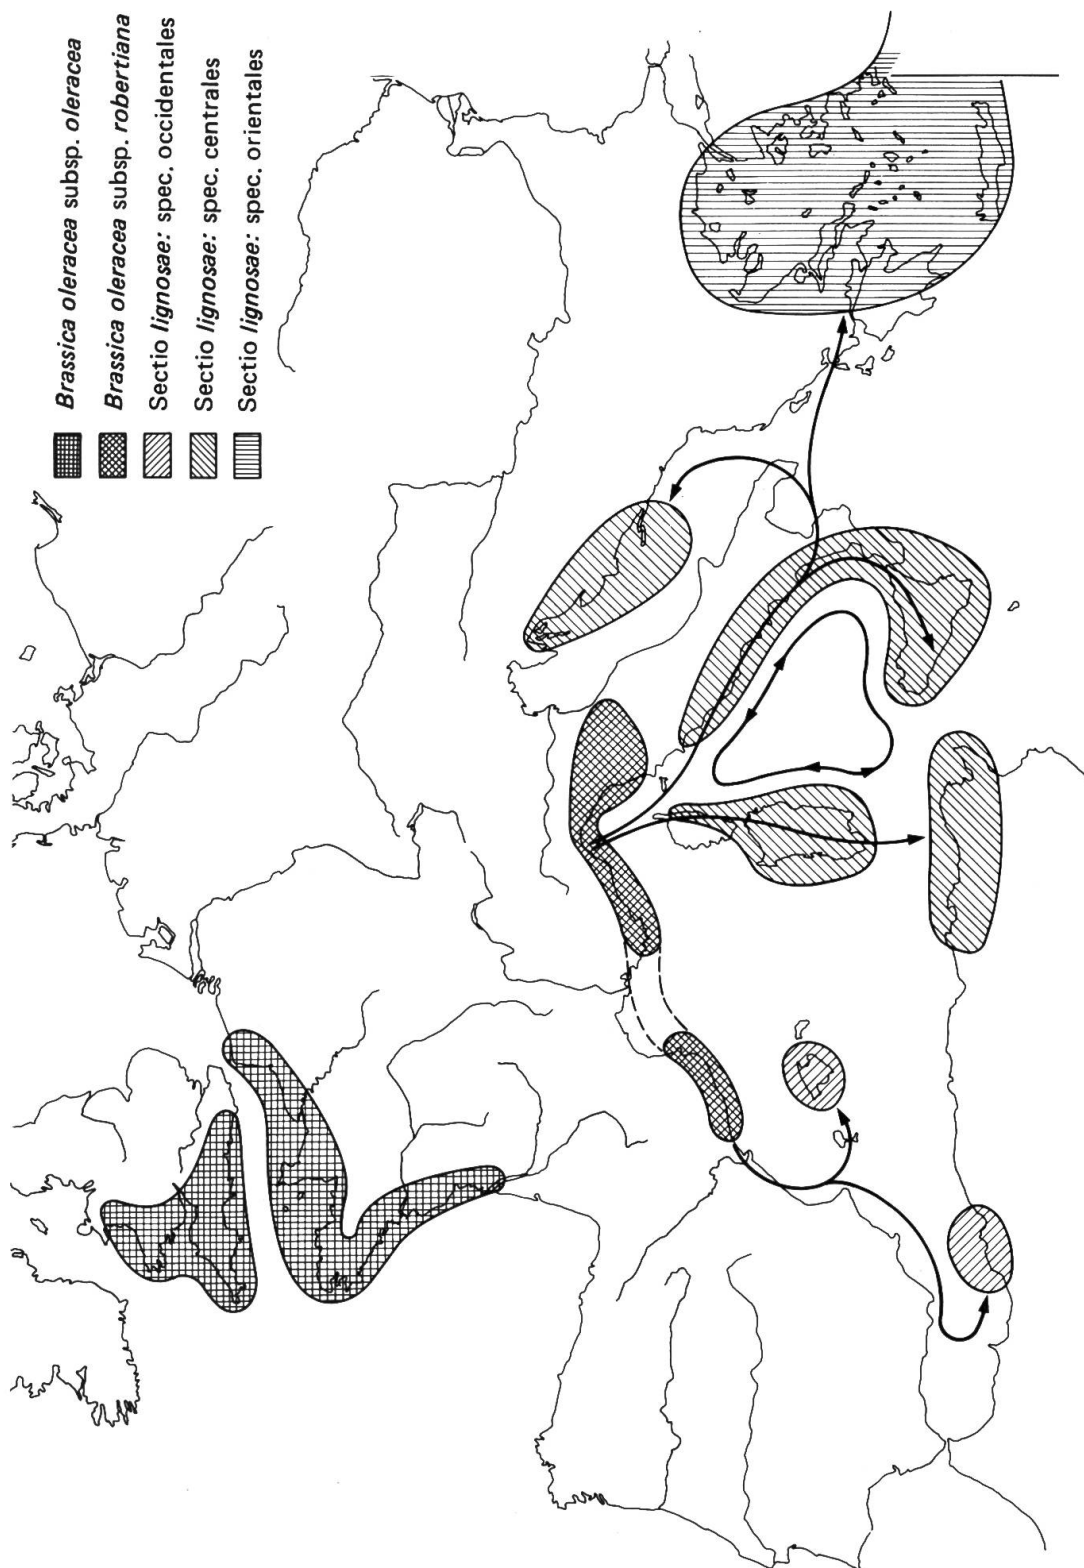 Brassica oleracea subsp. oleracea
Brassica oleracea subsp. robertiana
Sectio lignosae: spec, occidentales
Sectio lignosae: spec. centrales
Sectio lignosae: spec. orientales